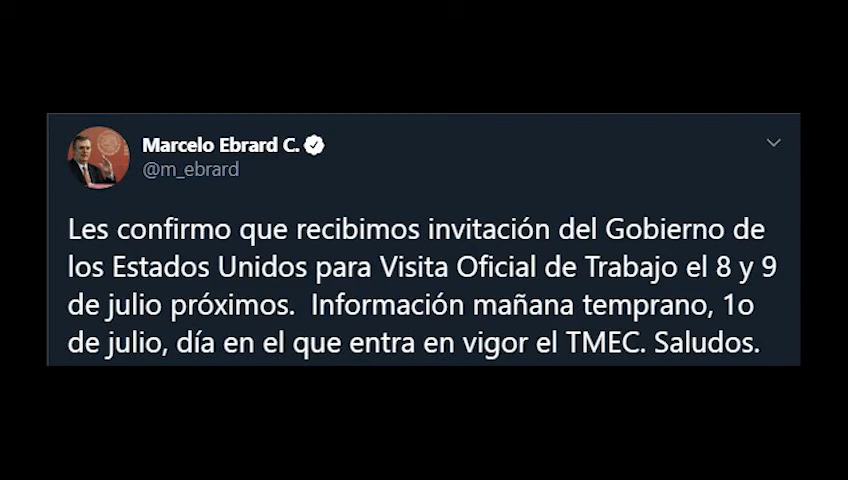 Marcelo Ebrard C.
@m_ebrard
Les confirmo que recibimos invitación del Gobierno de
los Estados Unidos para Visita Oficial de Trabajo el 8 y 9
de julio próximos.  Información mañana temprano, 1o
de julio, día en el que entra en vigor el TMEC. Saludos.